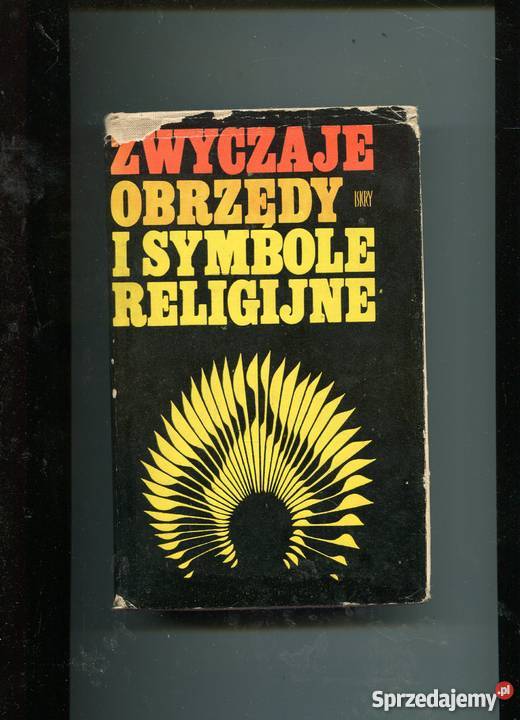 ZWYCZAJE
OBRZĘDY
ISKRY
I SYMBOLE
RELIGIJNE
Sprzedajemy.pl